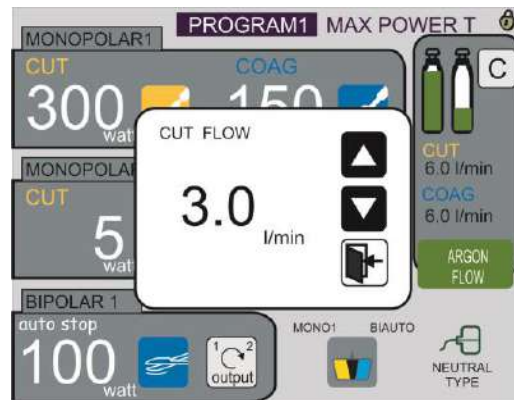 PROGRAM1 MAX POWER T
MONOPOLAR1
CUT
300
watt
COAG
150
C
CUT
6.0 l/min
COAG
6.0 l/min
ARGON
FLOW
CUT FLOW
3.0
l/min
CUT
5
watt
BIPOLAR 1
auto stop
100
watt
1 2
output
MONO1 BIAUTO
NEUTRAL
TYPE